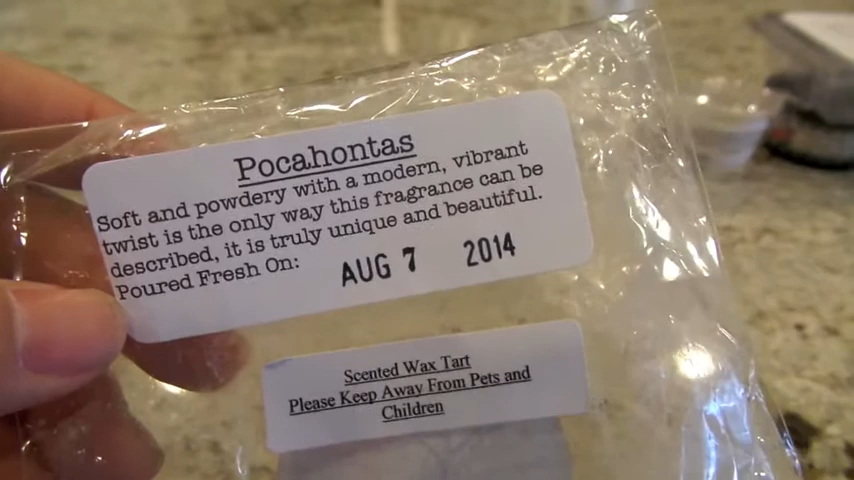 Pocahontas
Soft and powdery with a modern, vibrant
twist is the only way this fragrance can be
described, it is truly unique and beautiful.
Poured Fresh On: AUG 7 2014
Scented Wax Tart
Please Keep Away From Pets and
Children